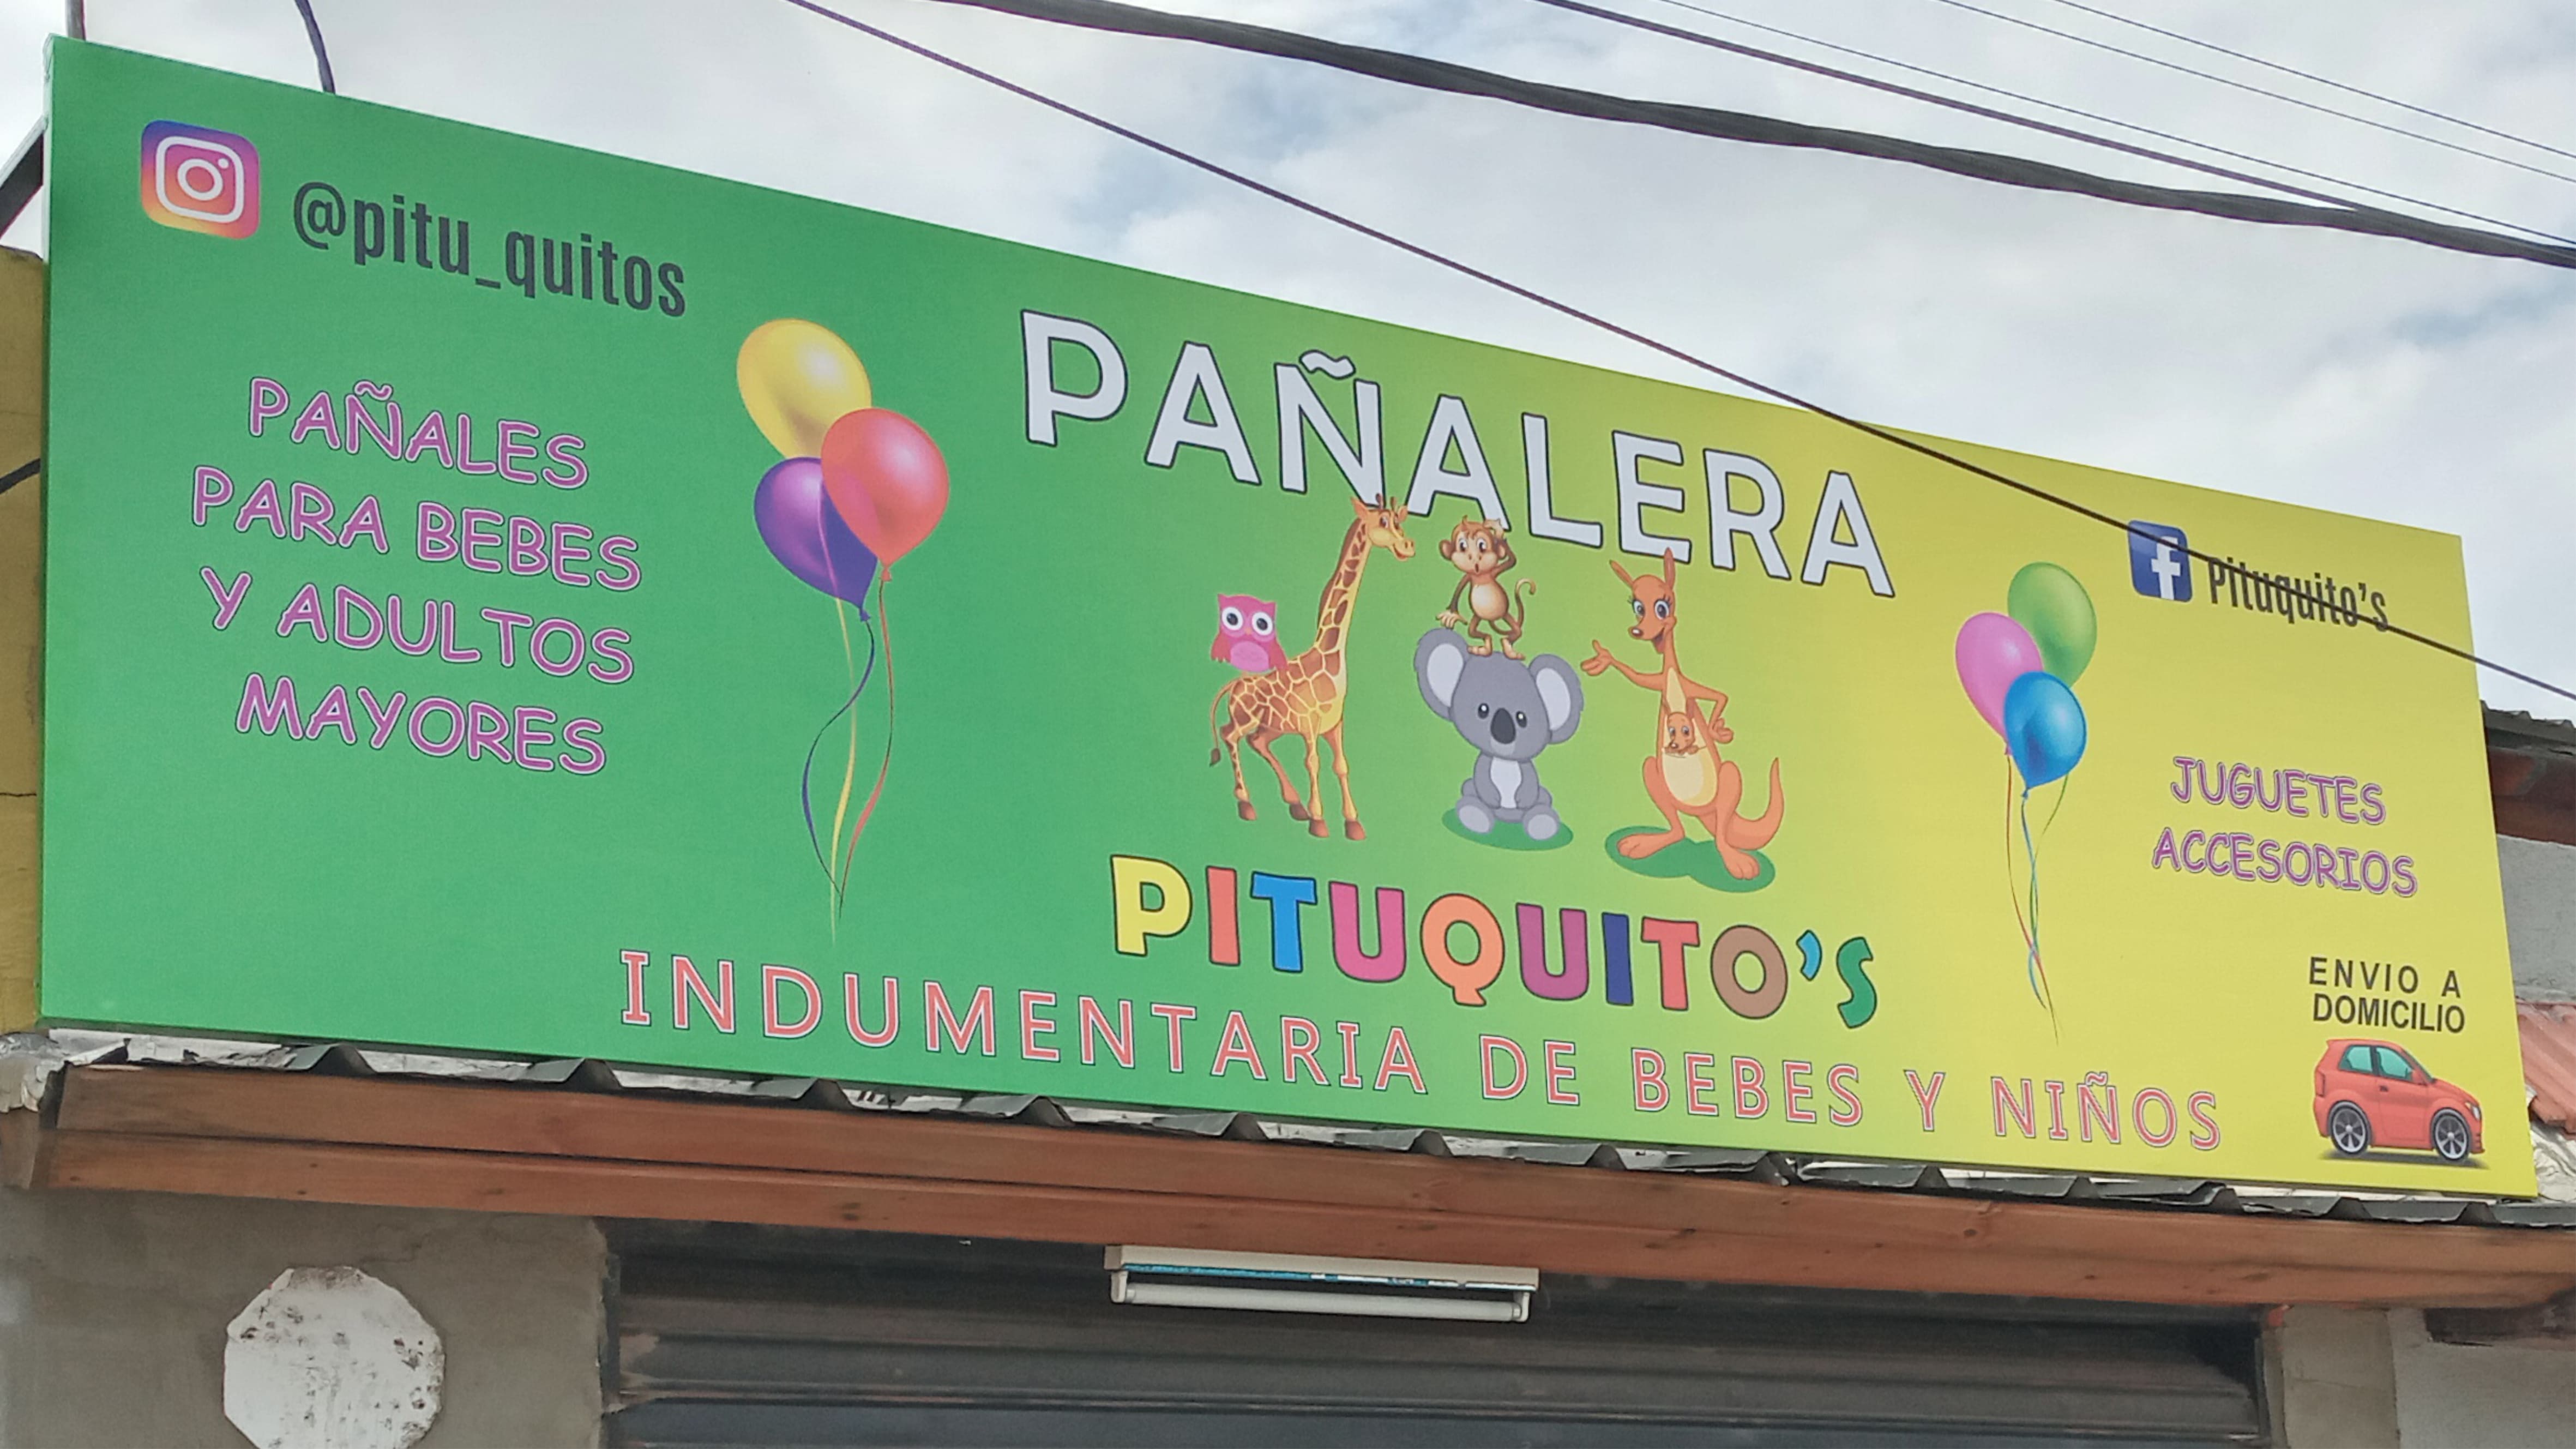 @pitu_quitos
PAÑALES
PARA BEBES
Y ADULTOS
MAYORES
PAÑALERA
PITUQUITO'S
INDUMENTARIA DE BEBES Y NIÑOS
f Pituquito's
JUGUETES
ACCESORIOS
ENVIO A
DOMICILIO